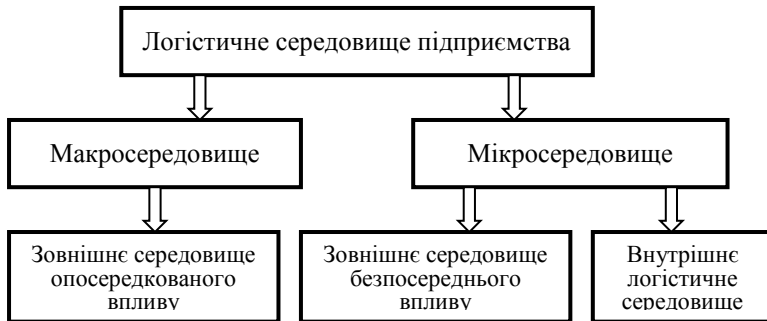 Логістичне середовище підприємства
Макросередовище
Мікросередовище
Зовнішнє середовище
опосередкованого
впливу
Зовнішнє середовище
безпосереднього
впливу
Внутрішнє
логістичне
середовище